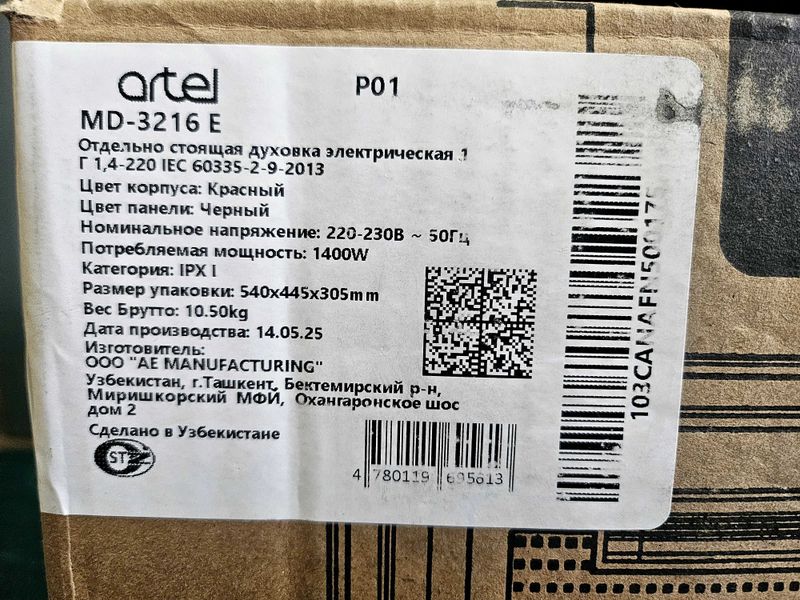 artel
P01
MD-3216 E
Отдельно стоящая духовка электрическая 1
Г 1,4-220 IEC 60335-2-9-2013
Цвет корпуса: Красный
Цвет панели: Черный
Номинальное напряжение: 220-230В ~ 50Гц
Потребляемая мощность: 1400W
Категория: IPX I
Размер упаковки: 540x445x305mm
Вес Брутто: 10.50kg
Дата производства: 14.05.25
Изготовитель:
ООО "AE MANUFACTURING"
Узбекистан, г.Ташкент, Бектемирский р-н,
Миришкорский МФЙ, Охангаронское шос
дом 2
Сделано в Узбекистане
4 780119 695613